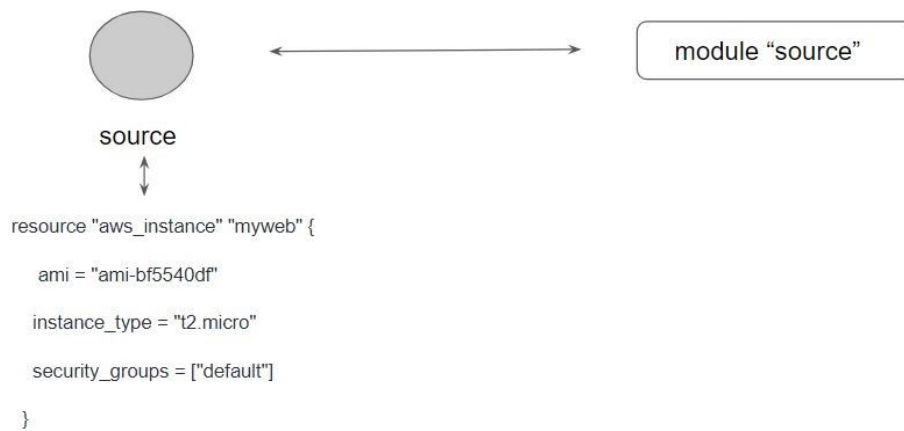 module “source”
source
resource "aws_instance" "myweb" {
ami = "ami-bf5540df"
instance_type = "t2.micro"
security_groups = ["default"]
}